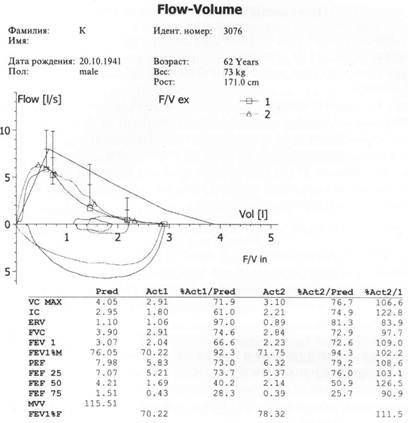 Flow-Volume
Фамилия: К Идент. номер: 3076
Имя:
Дата рождения: 20.10.1941 Возраст: 62 Years
Пол: male Вес: 73 kg
Рост: 171.0 cm
Flow [l/s] F/V ex 1
2
10
5
0
Vol [l]
1 2 3 4 5
F/V in
5
Pred Act1 %Act1/Pred Act2 %Act2/Pred %Act2/1
VC MAX 4.05 2.91 71.9 3.10 76.7 106.6
IC 2.95 1.80 61.0 2.21 74.9 122.8
ERV 1.10 1.06 97.0 0.89 81.3 83.9
FVC 3.90 2.91 74.6 2.84 72.9 97.7
FEV 1 3.07 2.04 66.6 2.23 72.6 109.0
FEV1%M 76.05 70.22 92.3 71.75 94.3 102.2
PEF 7.98 5.83 73.0 6.32 79.2 108.6
FEF 25 7.07 5.21 73.7 5.37 76.0 103.1
FEF 50 4.21 1.69 40.2 2.14 50.9 126.5
FEF 75 1.51 0.43 28.3 0.39 25.7 90.9
MVV 115.51
FEV1%F 70.22 78.32 111.5